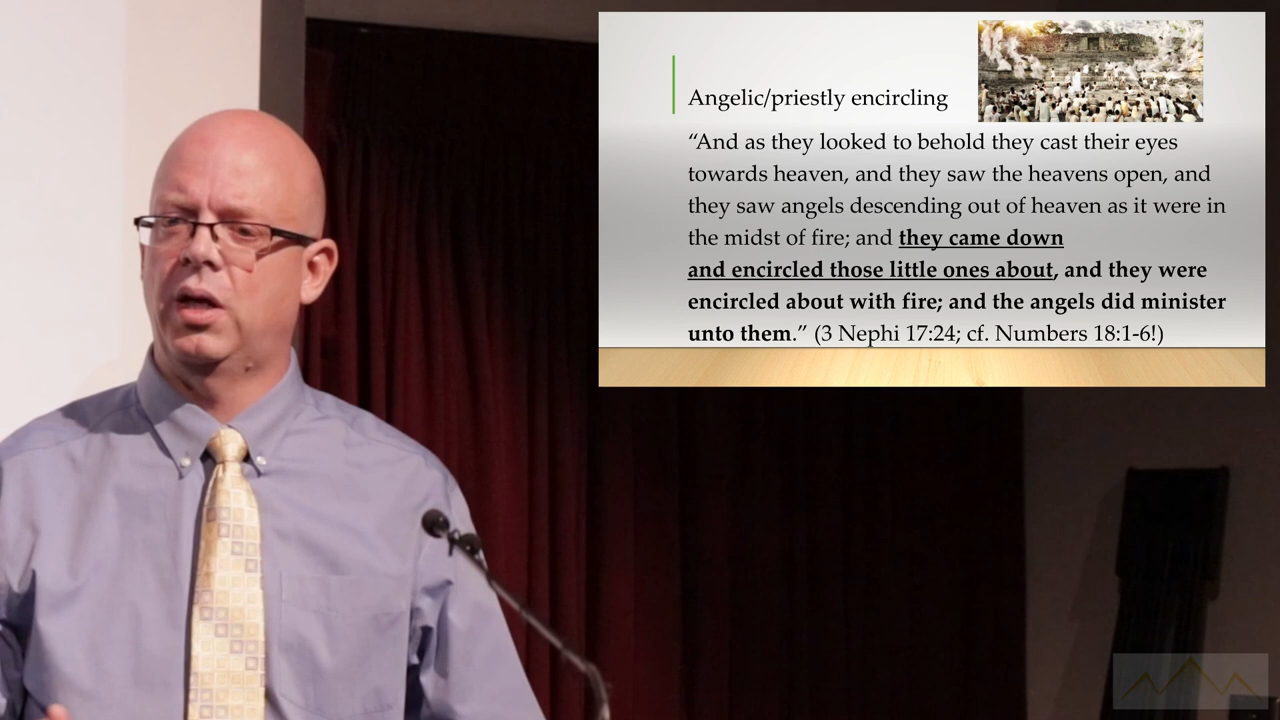 Angelic/priestly encircling
“And as they looked to behold they cast their eyes
towards heaven, and they saw the heavens open, and
they saw angels descending out of heaven as it were in
the midst of fire; and they came down
and encircled those little ones about, and they were
encircled about with fire; and the angels did minister
unto them.” (3 Nephi 17:24; cf. Numbers 18:1-6!)